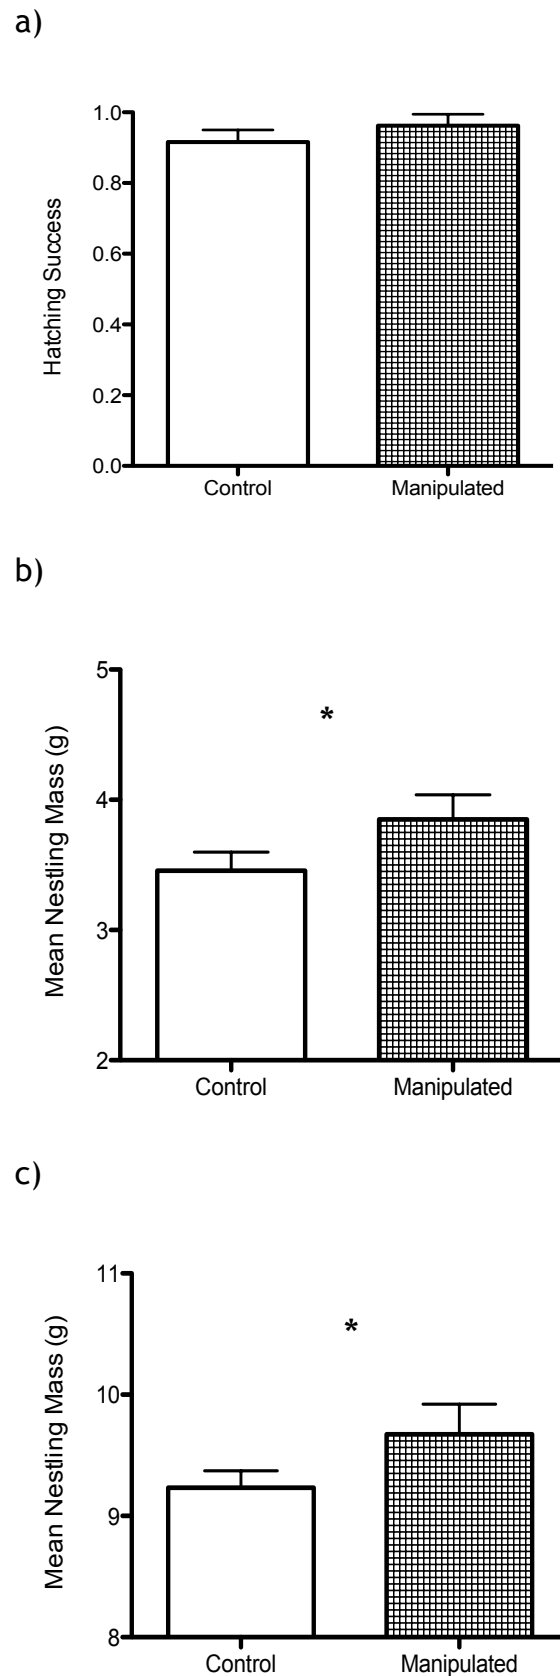 a)
1.0
0.8
0.6
0.4
0.2
0.0
Hatching Success
Control Manipulated
b)
5
4
3
2
Mean Nestling Mass (g)
*
Control Manipulated
c)
11
10
9
8
Mean Nestling Mass (g)
*
Control Manipulated